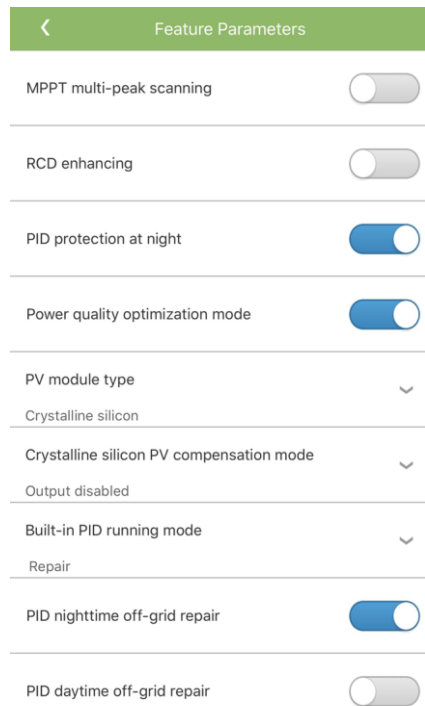 Feature Parameters
MPPT multi-peak scanning
RCD enhancing
PID protection at night
Power quality optimization mode
PV module type
Crystalline silicon
Crystalline silicon PV compensation mode
Output disabled
Built-in PID running mode
Repair
PID nighttime off-grid repair
PID daytime off-grid repair